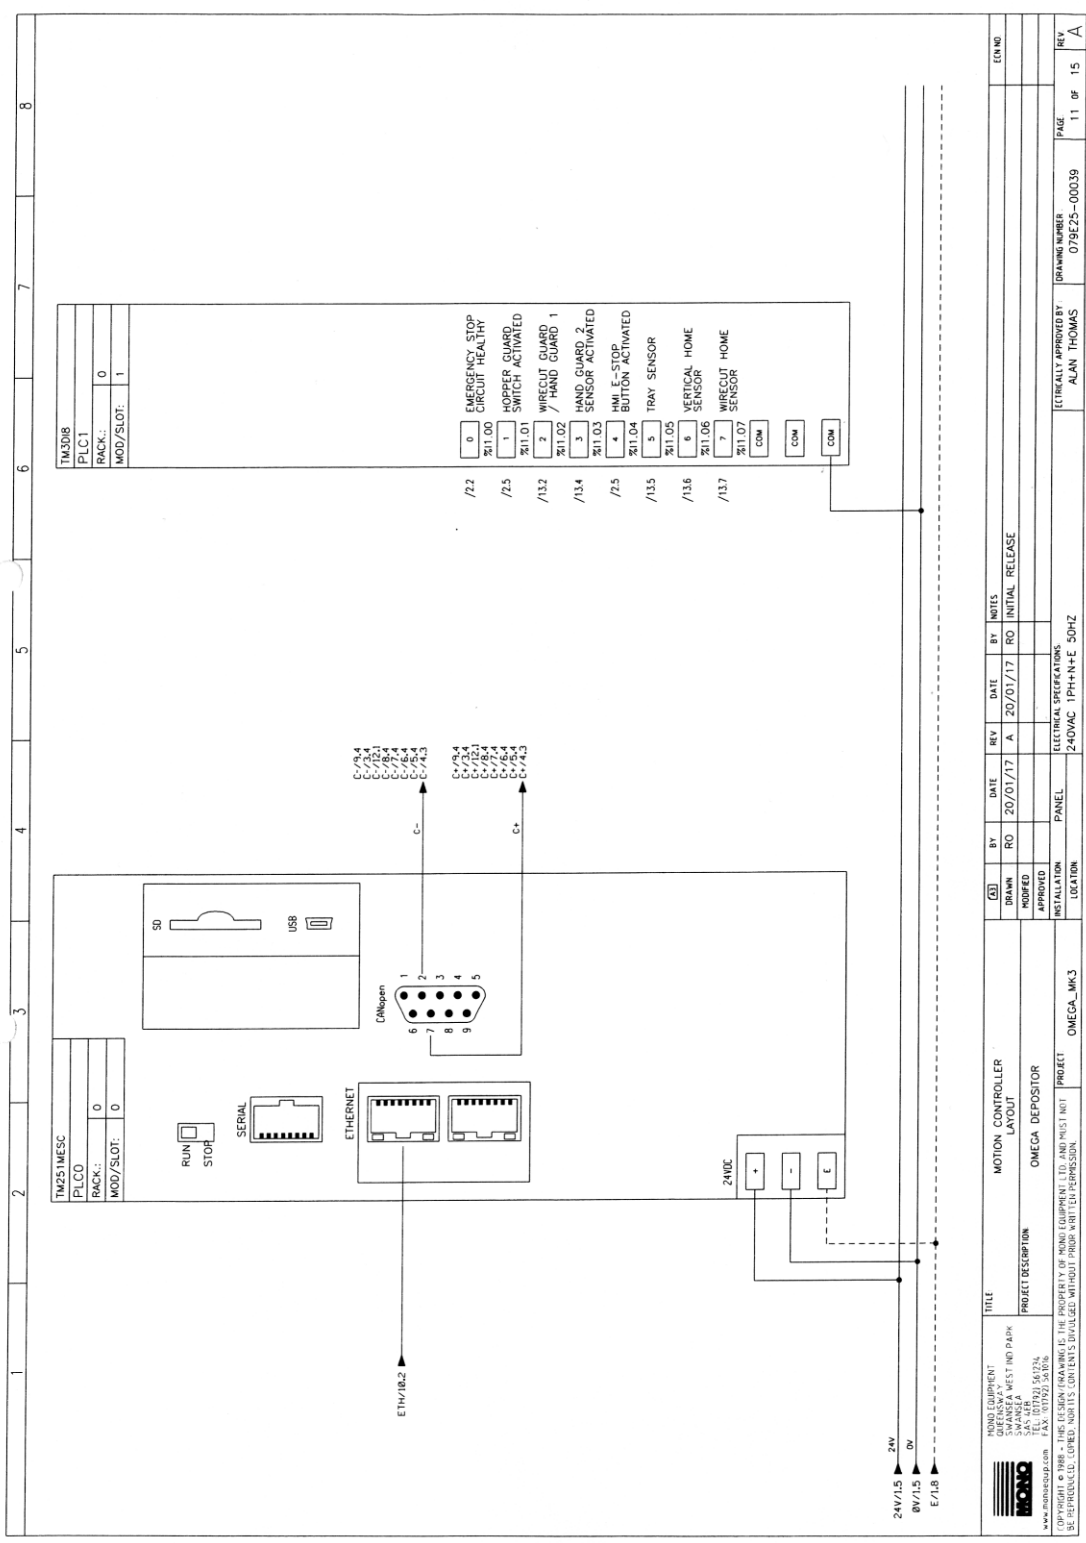 1
2
3
4
5
6
7
8
TM251MESC
PLC0
RACK.: 0
MOD/SLOT: 0
RUN
STOP
SERIAL
ETHERNET
SD
USB
CANopen
1
2
3
4
5
6
7
8
9
24VDC
+
-
E
ETH/10.2
C-
C-/9.4
C-/3.4
C-/12.1
C-/8.4
C-/7.4
C-/6.4
C-/5.4
C-/4.3
C+
C+/9.4
C+/3.4
C+/12.1
C+/8.4
C+/7.4
C+/6.4
C+/5.4
C+/4.3
TM3DI8
PLC1
RACK.: 0
MOD/SLOT: 1
/2.2 0 EMERGENCY STOP
%I1.00 CIRCUIT HEALTHY
/2.5 1 HOPPER GUARD
%I1.01 SWITCH ACTIVATED
/13.2 2 WIRECUT GUARD
%I1.02 / HAND GUARD 1
/13.4 3 HAND GUARD 2
%I1.03 SENSOR ACTIVATED
/2.5 4 HMI E-STOP
%I1.04 BUTTON ACTIVATED
/13.5 5 TRAY SENSOR
%I1.05
/13.6 6 VERTICAL HOME
%I1.06 SENSOR
/13.7 7 WIRECUT HOME
%I1.07 SENSOR
COM
COM
COM
24V/1.5 24V
0V/1.5 0V
E/1.8
MONO
www.monoequip.com
MONO EQUIPMENT
QUEENSWAY
SWANSEA WEST IND PARK
SWANSEA
SA5 4EB
TEL: (01792) 561234
FAX: (01792) 561016
TITLE
MOTION CONTROLLER
LAYOUT
PROJECT DESCRIPTION:
OMEGA DEPOSITOR
COPYRIGHT © 1988 - THIS DESIGN/DRAWING IS THE PROPERTY OF MONO EQUIPMENT LTD. AND MUST NOT
BE REPRODUCED, COPIED, NOR ITS CONTENTS DIVULGED WITHOUT PRIOR WRITTEN PERMISSION.
PROJECT
OMEGA_MK3
A3 BY DATE REV DATE BY NOTES ECN NO
DRAWN RO 20/01/17 A 20/01/17 RO INITIAL RELEASE
MODIFIED
APPROVED
INSTALLATION: PANEL
LOCATION:
ELECTRICAL SPECIFICATIONS:
240VAC 1PH+N+E 50HZ
ECTRICALLY APPROVED BY:
ALAN THOMAS
DRAWING NUMBER:
079E25-00039
PAGE
11 OF 15
REV
A